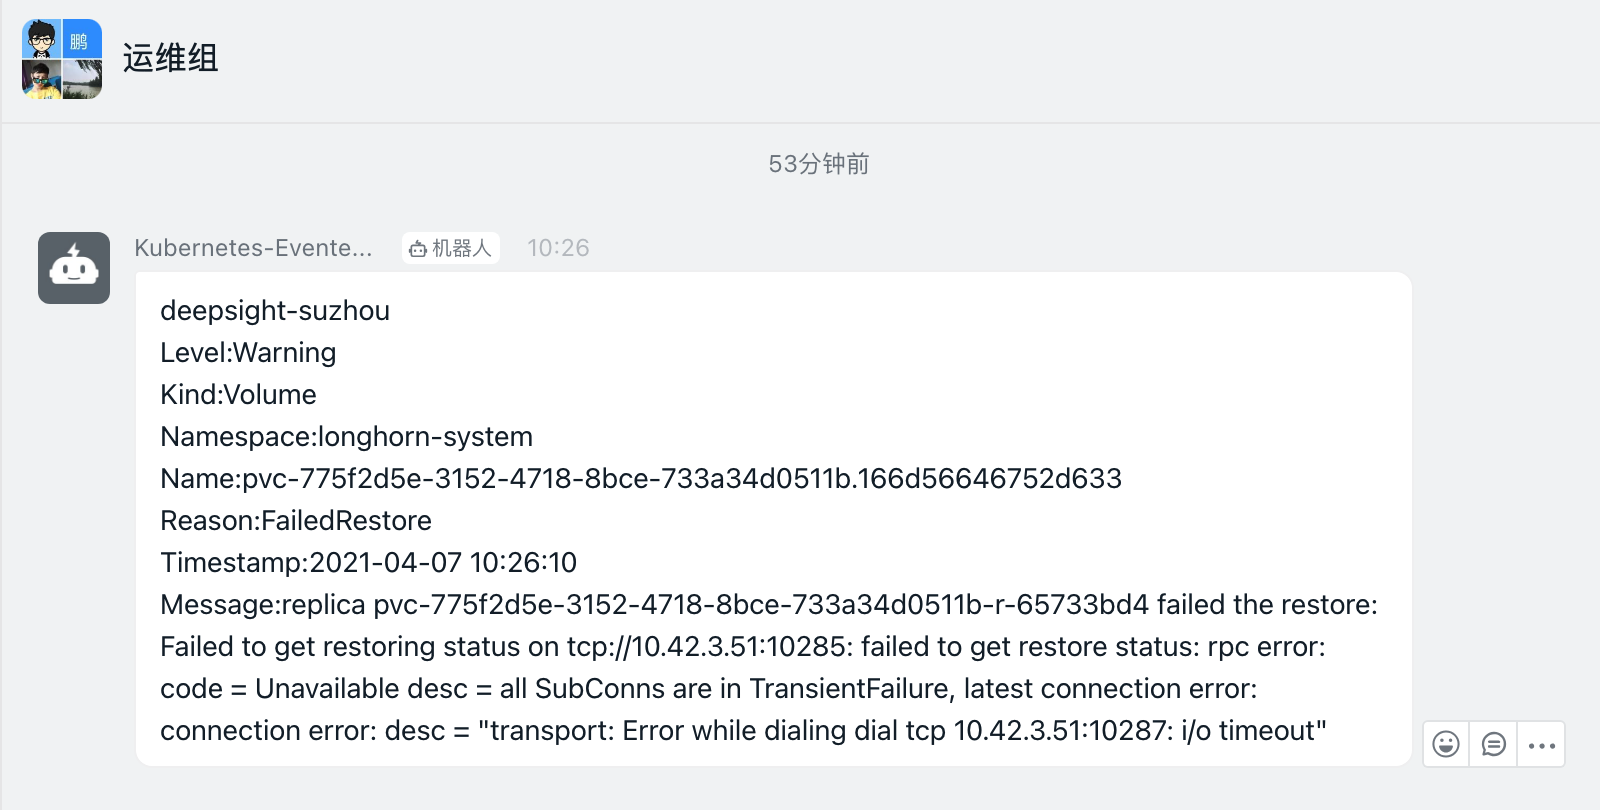 鹏
运维组
53分钟前
Kubernetes-Evente... 机器人 10:26
deepsight-suzhou
Level:Warning
Kind:Volume
Namespace:longhorn-system
Name:pvc-775f2d5e-3152-4718-8bce-733a34d0511b.166d56646752d633
Reason:FailedRestore
Timestamp:2021-04-07 10:26:10
Message:replica pvc-775f2d5e-3152-4718-8bce-733a34d0511b-r-65733bd4 failed the restore:
Failed to get restoring status on tcp://10.42.3.51:10285: failed to get restore status: rpc error:
code = Unavailable desc = all SubConns are in TransientFailure, latest connection error:
connection error: desc = "transport: Error while dialing dial tcp 10.42.3.51:10287: i/o timeout"